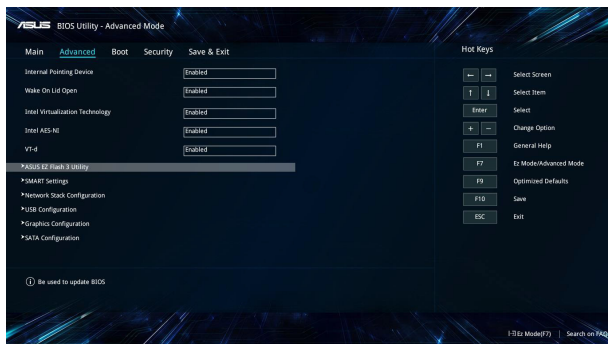 ASUS BIOS Utility - Advanced Mode
Main Advanced Boot Security Save & Exit
Internal Pointing Device Enabled
Wake On Lid Open Enabled
Intel Virtualization Technology Enabled
Intel AES-NI Enabled
VT-d Enabled
ASUS EZ Flash 3 Utility
SMART Settings
Network Stack Configuration
USB Configuration
Graphics Configuration
SATA Configuration
Be used to update BIOS
Hot Keys
← → Select Screen
↑ ↓ Select Item
Enter Select
+ − Change Option
F1 General Help
F7 Ez Mode/Advanced Mode
F9 Optimized Defaults
F10 Save
ESC Exit
Ez Mode(F7) | Search on FAQ